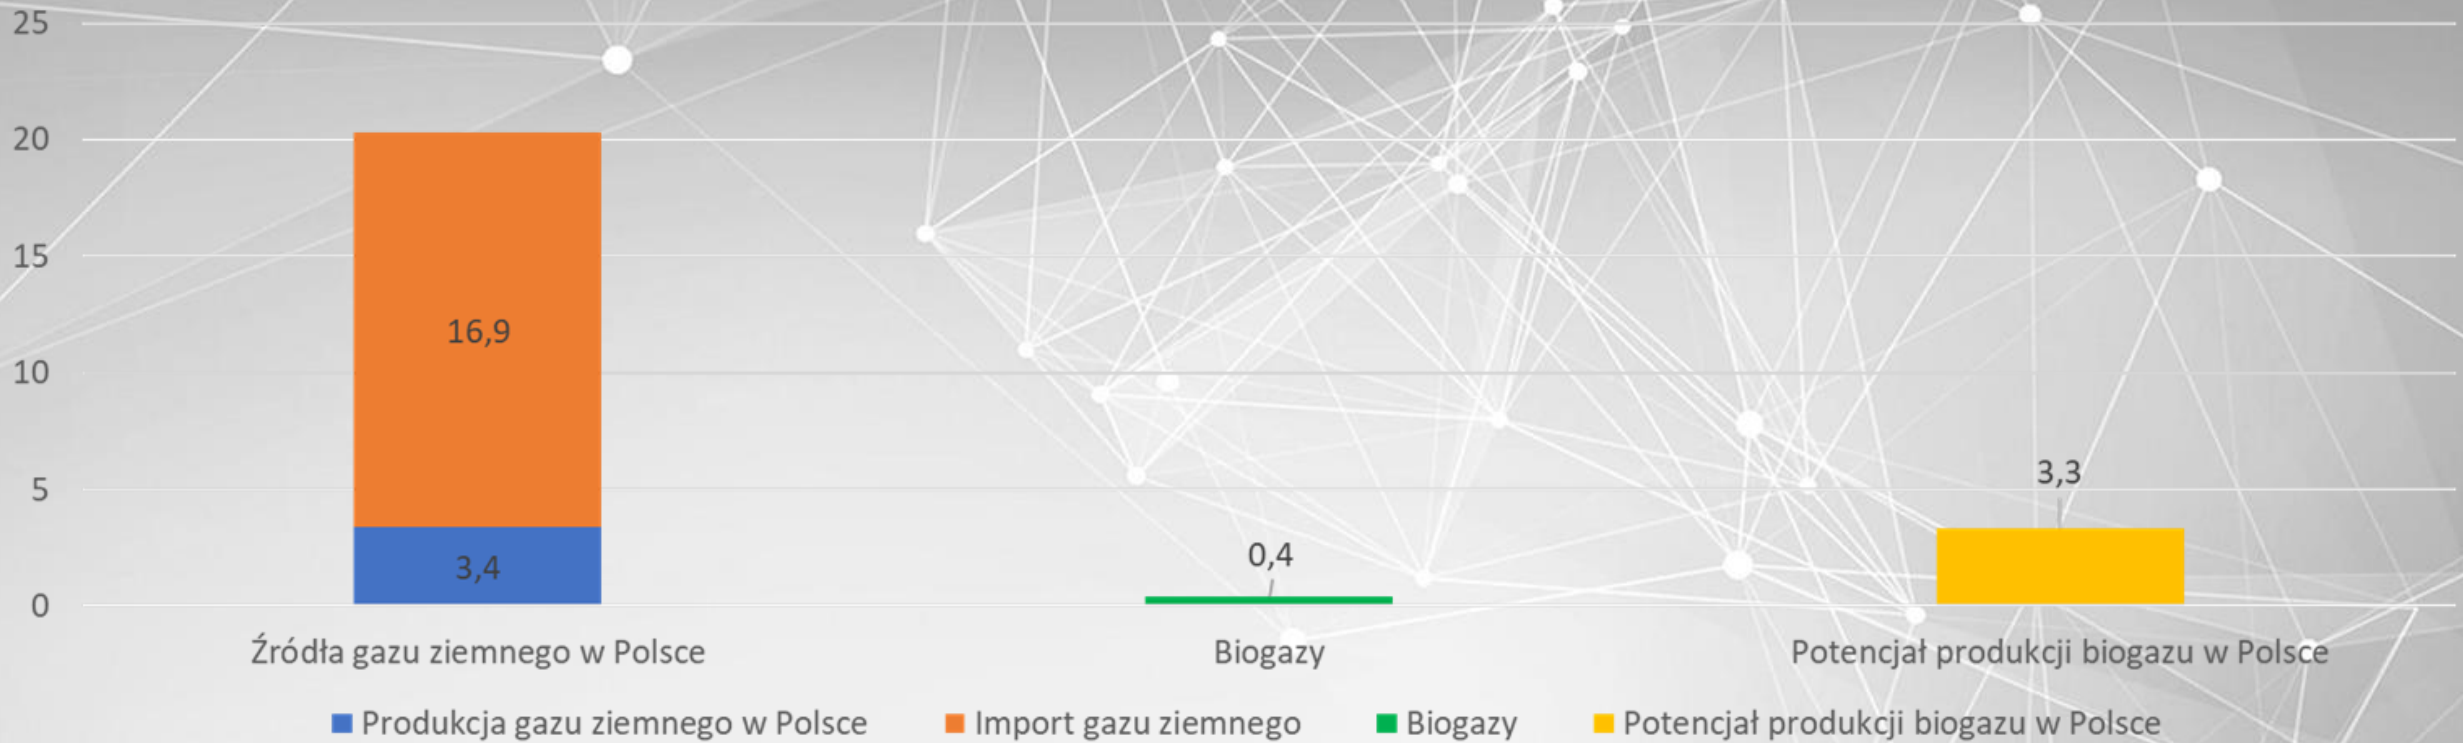 25
20
15
10
5
0
16,9
3,4
0,4
3,3
Źródła gazu ziemnego w Polsce
Biogazy
Potencjał produkcji biogazu w Polsce
Produkcja gazu ziemnego w Polsce
Import gazu ziemnego
Biogazy
Potencjał produkcji biogazu w Polsce